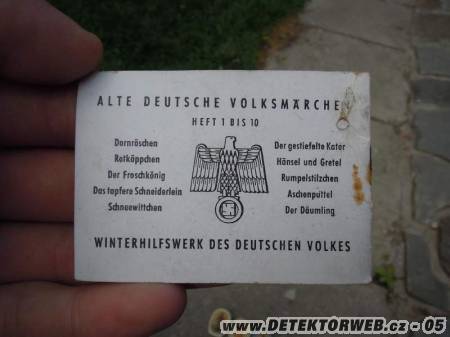 ALTE DEUTSCHE VOLKSMÄRCHEN
HEFT 1 BIS 10
Dornröschen
Rotkäppchen
Der Froschkönig
Das tapfere Schneiderlein
Schneewittchen
Der gestiefelte Kater
Hänsel und Gretel
Rumpelstilzchen
Aschenputtel
Der Däumling
WINTERHILFSWERK DES DEUTSCHEN VOLKES
www.DETEKTORWEB.cz - 05